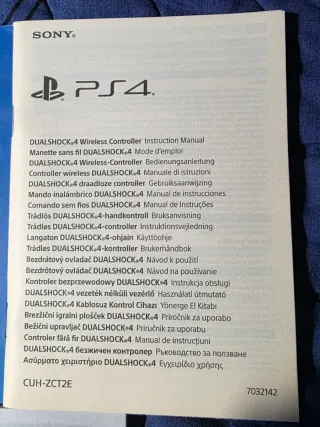 SONY
PS4
DUALSHOCK®4 Wireless Controller Instruction Manual
Manette sans fil DUALSHOCK®4 Mode d'emploi
DUALSHOCK®4 Wireless-Controller Bedienungsanleitung
Controller wireless DUALSHOCK®4 Manuale di istruzioni
DUALSHOCK®4 draadloze controller Gebruiksaanwijzing
Mando inalámbrico DUALSHOCK®4 Manual de instrucciones
Comando sem fios DUALSHOCK®4 Manual de Instruções
Trådlös DUALSHOCK®4-handkontroll Bruksanvisning
Trådløs DUALSHOCK®4-controller Instruktionsvejledning
Langaton DUALSHOCK®4-ohjain Käyttöohje
Trådløs DUALSHOCK®4-kontroller Brukerhåndbok
Bezdrátový ovladač DUALSHOCK®4 Návod k použití
Bezdrôtový ovládač DUALSHOCK®4 Návod na používanie
Kontroler bezprzewodowy DUALSHOCK®4 Instrukcja obsługi
DUALSHOCK®4 vezeték nélküli vezérlő Használati útmutató
DUALSHOCK®4 Kablosuz Kontrol Cihazı Yönerge El Kitabı
Brezžični igralni plošček DUALSHOCK®4 Priročnik za uporabo
Bežični upravljač DUALSHOCK®4 Priručnik za uporabu
Controler fără fir DUALSHOCK®4 Manual de instrucțiuni
DUALSHOCK®4 безжичен контролер Ръководство за ползване
Ασύρματο χειριστήριο DUALSHOCK®4 Εγχειρίδιο χρήσης
CUH-ZCT2E
7032142